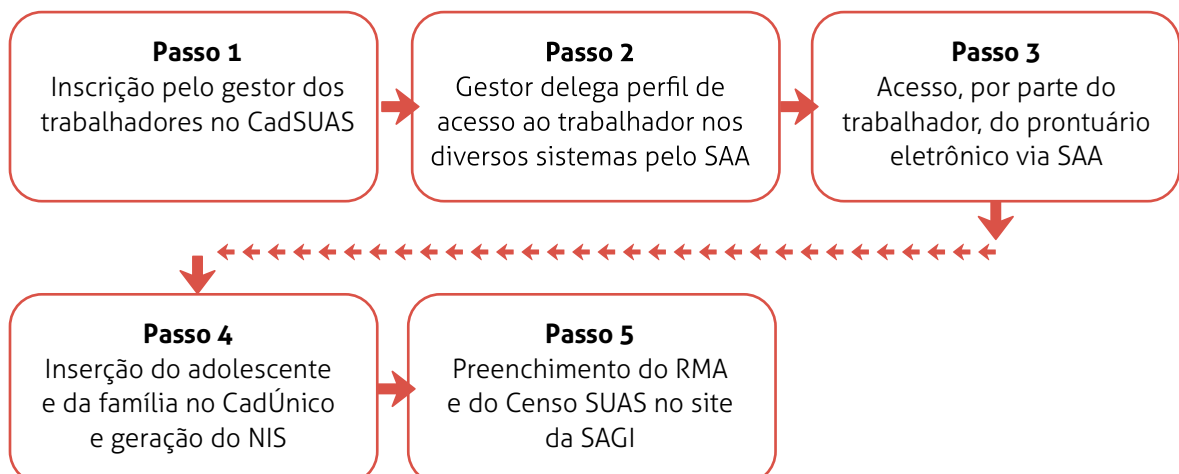 Passo 1
Inscrição pelo gestor dos
trabalhadores no CadSUAS
Passo 2
Gestor delega perfil de
acesso ao trabalhador nos
diversos sistemas pelo SAA
Passo 3
Acesso, por parte do
trabalhador, do prontuário
eletrônico via SAA
Passo 4
Inserção do adolescente
e da família no CadÚnico
e geração do NIS
Passo 5
Preenchimento do RMA
e do Censo SUAS no site
da SAGI